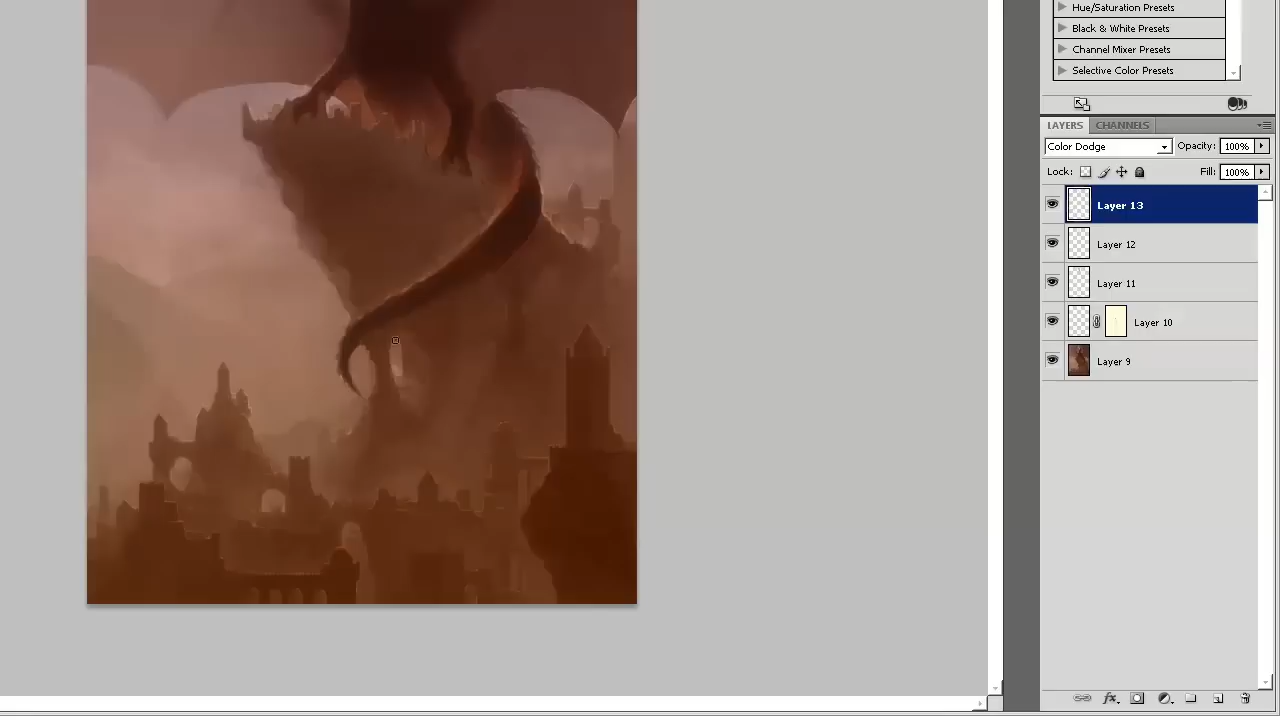 Hue/Saturation Presets
Black & White Presets
Channel Mixer Presets
Selective Color Presets
LAYERS CHANNELS
Color Dodge Opacity: 100%
Lock: Fill: 100%
Layer 13
Layer 12
Layer 11
Layer 10
Layer 9
fx